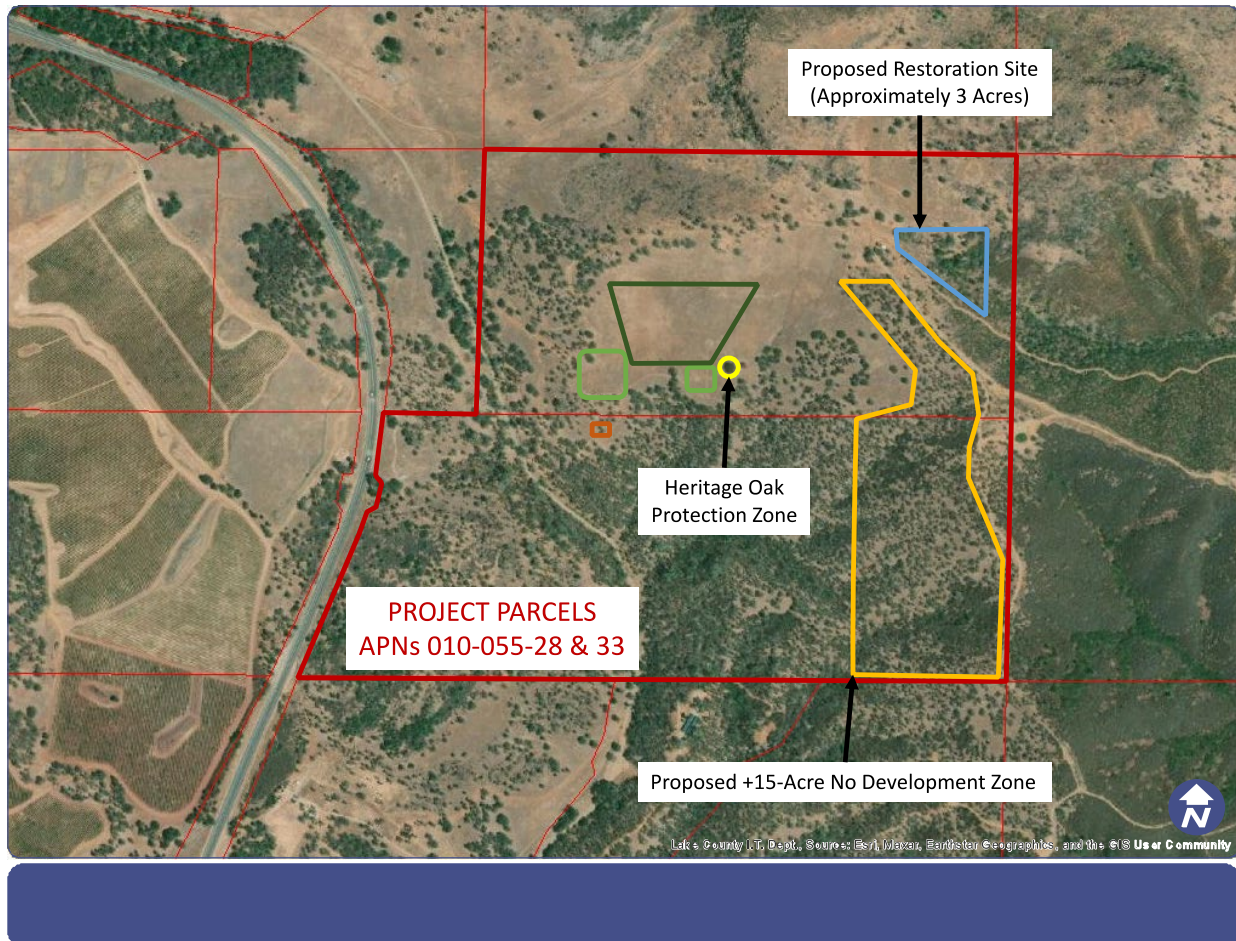 Proposed Restoration Site
(Approximately 3 Acres)
Heritage Oak
Protection Zone
PROJECT PARCELS
APNs 010-055-28 & 33
Proposed +15-Acre No Development Zone
N
Lake County I.T. Dept., Source: Esri, Maxar, Earthstar Geographics, and the GIS User Community